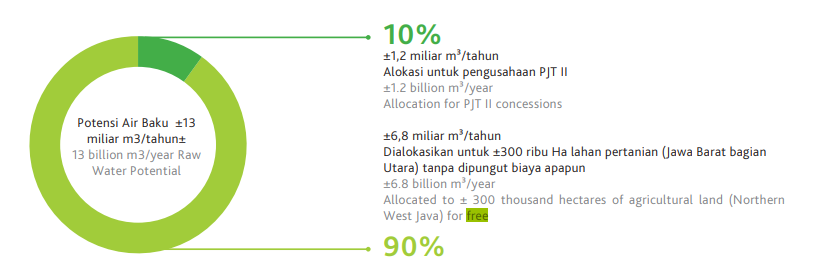 Potensi Air Baku ±13
miliar m3/tahun±
13 billion m3/year Raw
Water Potential
10%
±1,2 miliar m³/tahun
Alokasi untuk pengusahaan PJT II
±1.2 billion m³/year
Allocation for PJT II concessions
±6,8 miliar m³/tahun
Dialokasikan untuk ±300 ribu Ha lahan pertanian (Jawa Barat bagian
Utara) tanpa dipungut biaya apapun
±6.8 billion m³/year
Allocated to ± 300 thousand hectares of agricultural land (Northern
West Java) for free
90%